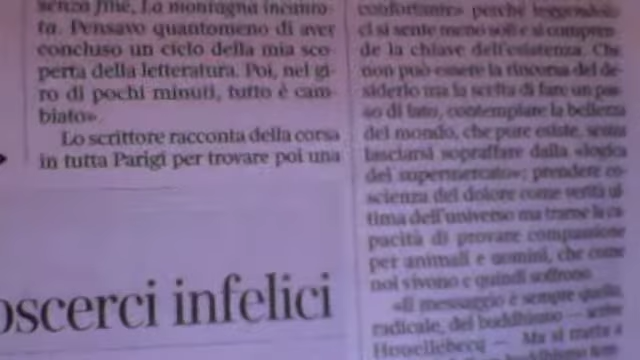 senza fine, La montagna incanta-
ta. Pensavo quantomeno di aver
concluso un ciclo della mia sco-
perta della letteratura. Poi, nel gi-
ro di pochi minuti, tutto è cam-
biato».
Lo scrittore racconta della corsa
in tutta Parigi per trovare poi una
oscerci infelici
confortante» perché leggendolo
ci si sente meno soli e si compren-
de la chiave dell'esistenza. Che
non può essere la rincorsa del de-
siderio ma la scelta di fare un pas-
so di lato, contemplare la bellezza
del mondo, che pure esiste, senza
lasciarsi sopraffare dalla «logica
del supermercato»; prendere co-
scienza del dolore come verità ul-
tima dell'universo ma trarne la ca-
pacità di provare compassione
per animali e uomini, che come
noi vivono e quindi soffrono.
«Il messaggio è sempre quello,
radicale, del buddhismo — scrive
Houellebecq — Ma si tratta